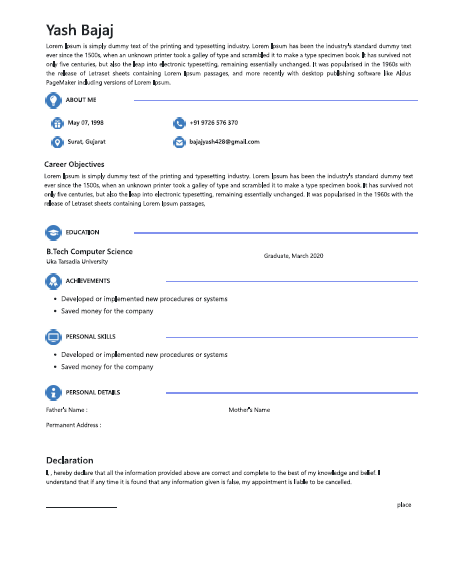 Yash Bajaj
Lorem Ipsum is simply dummy text of the printing and typesetting industry. Lorem Ipsum has been the industry's standard dummy text
ever since the 1500s, when an unknown printer took a galley of type and scrambled it to make a type specimen book. It has survived not
only five centuries, but also the leap into electronic typesetting, remaining essentially unchanged. It was popularised in the 1960s with
the release of Letraset sheets containing Lorem Ipsum passages, and more recently with desktop publishing software like Aldus
PageMaker including versions of Lorem Ipsum.
ABOUT ME
May 07, 1998 +91 9726 576 370
Surat, Gujarat bajajyash428@gmail.com
Career Objectives
Lorem Ipsum is simply dummy text of the printing and typesetting industry. Lorem Ipsum has been the industry's standard dummy text
ever since the 1500s, when an unknown printer took a galley of type and scrambled it to make a type specimen book. It has survived not
only five centuries, but also the leap into electronic typesetting, remaining essentially unchanged. It was popularised in the 1960s with the
release of Letraset sheets containing Lorem Ipsum passages,
EDUCATION
B.Tech Computer Science
Graduate, March 2020
Uka Tarsadia University
ACHIEVEMENTS
• Developed or implemented new procedures or systems
• Saved money for the company
PERSONAL SKILLS
• Developed or implemented new procedures or systems
• Saved money for the company
PERSONAL DETAILS
Father's Name : Mother's Name
Permanent Address :
Declaration
I, , hereby declare that all the information provided above are correct and complete to the best of my knowledge and belief. I
understand that if any time it is found that any information given is false, my appointment is liable to be cancelled.
place